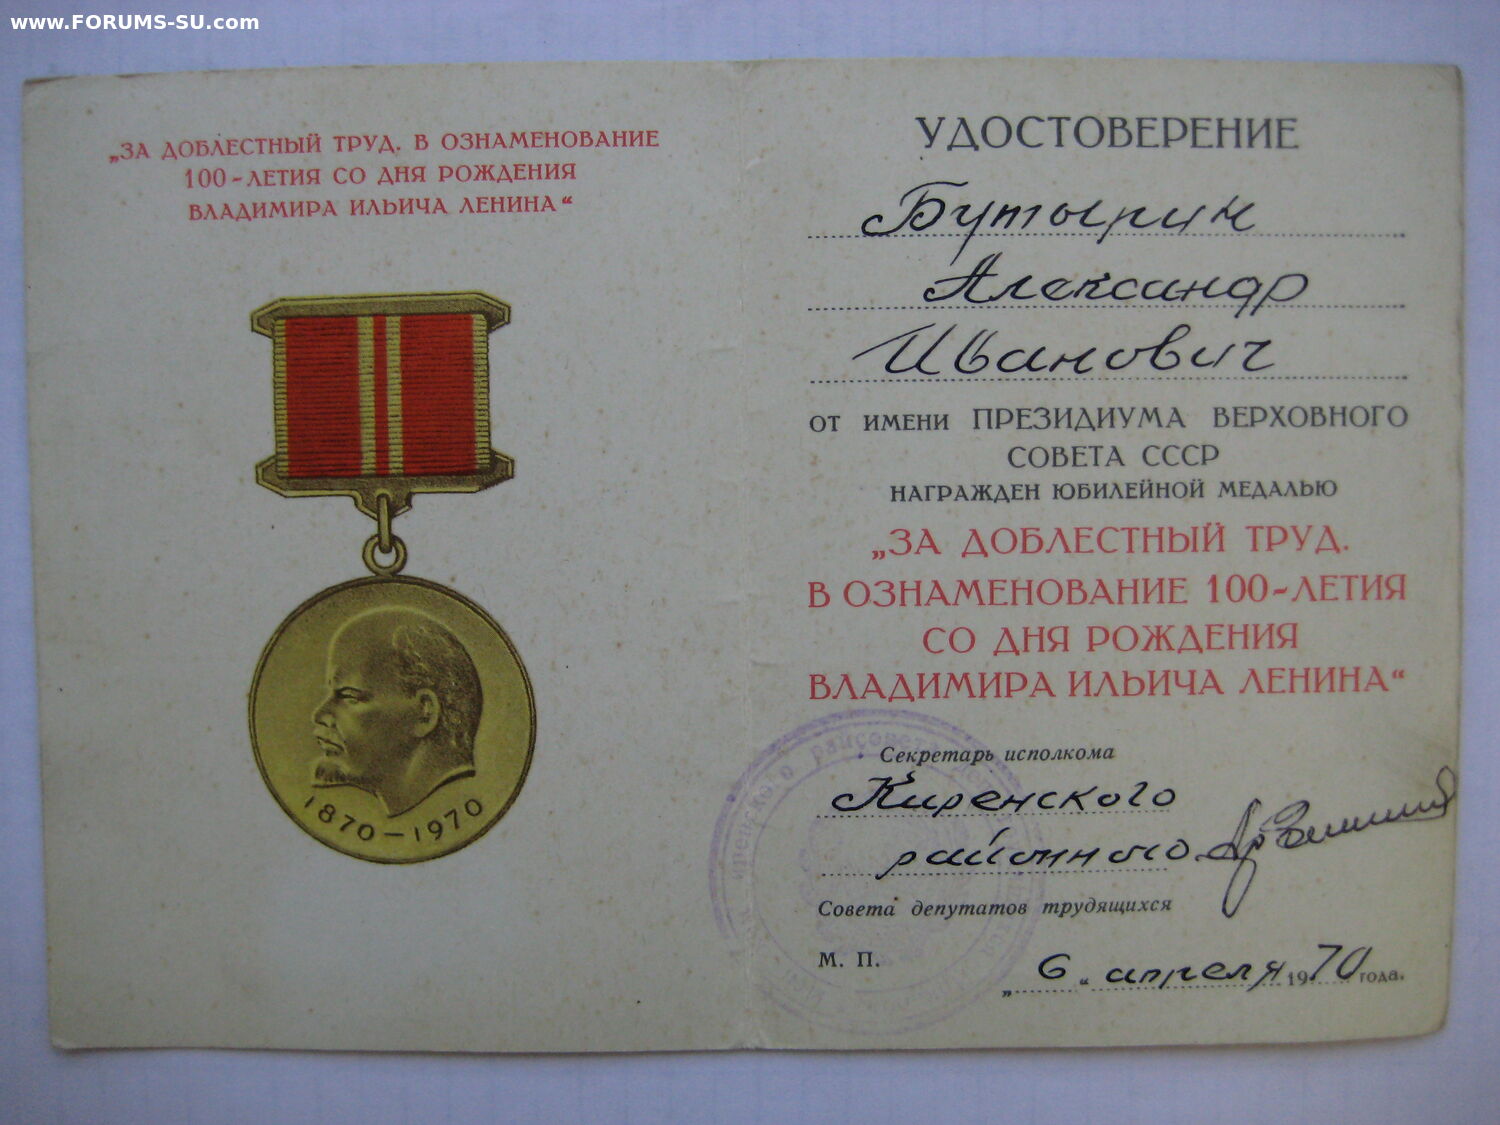 www.FORUMS-SU.com
„ЗА ДОБЛЕСТНЫЙ ТРУД. В ОЗНАМЕНОВАНИЕ
100-ЛЕТИЯ СО ДНЯ РОЖДЕНИЯ
ВЛАДИМИРА ИЛЬИЧА ЛЕНИНА“
1870-1970
УДОСТОВЕРЕНИЕ
Бутырин
Александр
Иванович
ОТ ИМЕНИ ПРЕЗИДИУМА ВЕРХОВНОГО
СОВЕТА СССР
НАГРАЖДЕН ЮБИЛЕЙНОЙ МЕДАЛЬЮ
„ЗА ДОБЛЕСТНЫЙ ТРУД.
В ОЗНАМЕНОВАНИЕ 100-ЛЕТИЯ
СО ДНЯ РОЖДЕНИЯ
ВЛАДИМИРА ИЛЬИЧА ЛЕНИНА“
Секретарь исполкома
Киренского
районного
Совета депутатов трудящихся
М. П.
„6“ апреля 1970 года.